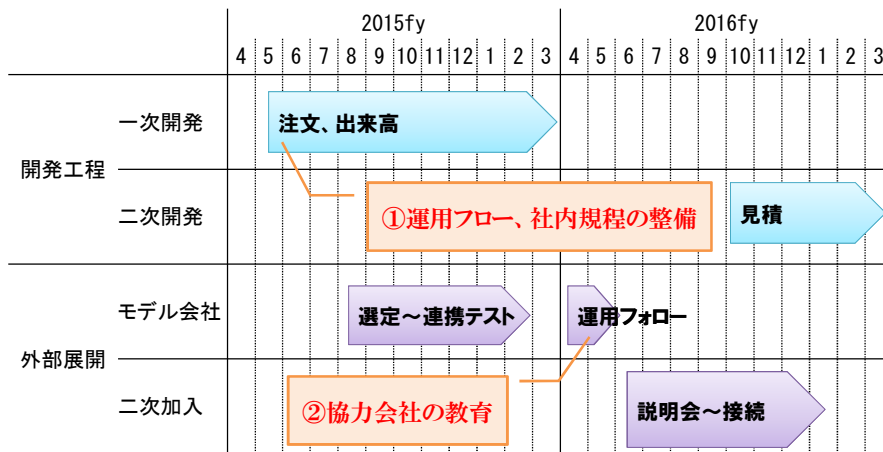 2015fy 2016fy
4 5 6 7 8 9 10 11 12 1 2 3 4 5 6 7 8 9 10 11 12 1 2 3
一次開発
注文、出来高
開発工程
二次開発
①運用フロー、社内規程の整備
見積
モデル会社
選定～連携テスト
運用フォロー
外部展開
二次加入
②協力会社の教育
説明会～接続